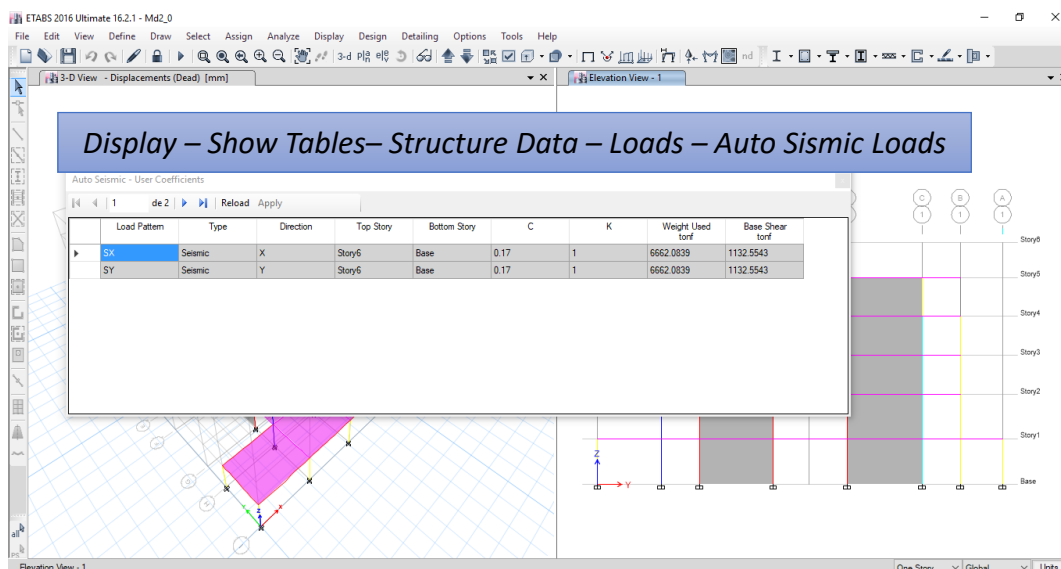 ETABS 2016 Ultimate 16.2.1 - Md2_0
File Edit View Define Draw Select Assign Analyze Display Design Detailing Options Tools Help
3-d nd
3-D View - Displacements (Dead) [mm]
Elevation View - 1
Display – Show Tables– Structure Data – Loads – Auto Sismic Loads
Auto Seismic - User Coefficients
1 de 2 Reload Apply
Load Pattern Type Direction Top Story Bottom Story C K Weight Used tonf Base Shear tonf
SX Seismic X Story6 Base 0.17 1 6662.0839 1132.5543
SY Seismic Y Story6 Base 0.17 1 6662.0839 1132.5543
C B A
1 1 1
Story6
Story5
Story4
Story3
Story2
Story1
Base
Z
Y
Z
all
PS
Elevation View - 1
One Story Global Units